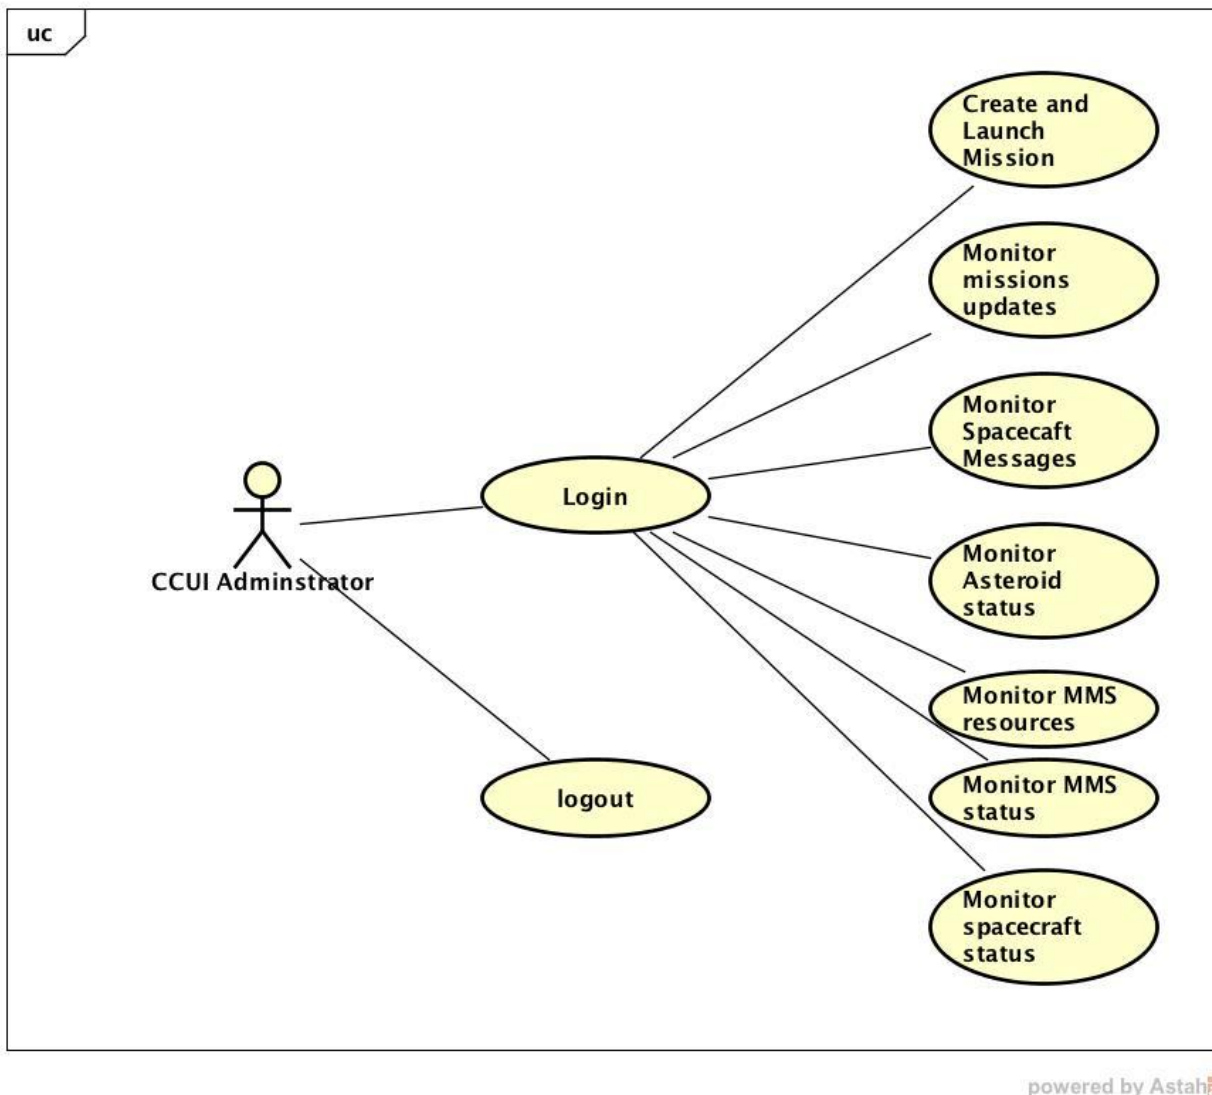 uc
Create and
Launch
Mission
Monitor
missions
updates
Monitor
Spacecaft
Messages
Login
Monitor
Asteroid
status
CCUI Adminstrator
Monitor MMS
resources
logout
Monitor MMS
status
Monitor
spacecraft
status
powered by Astah